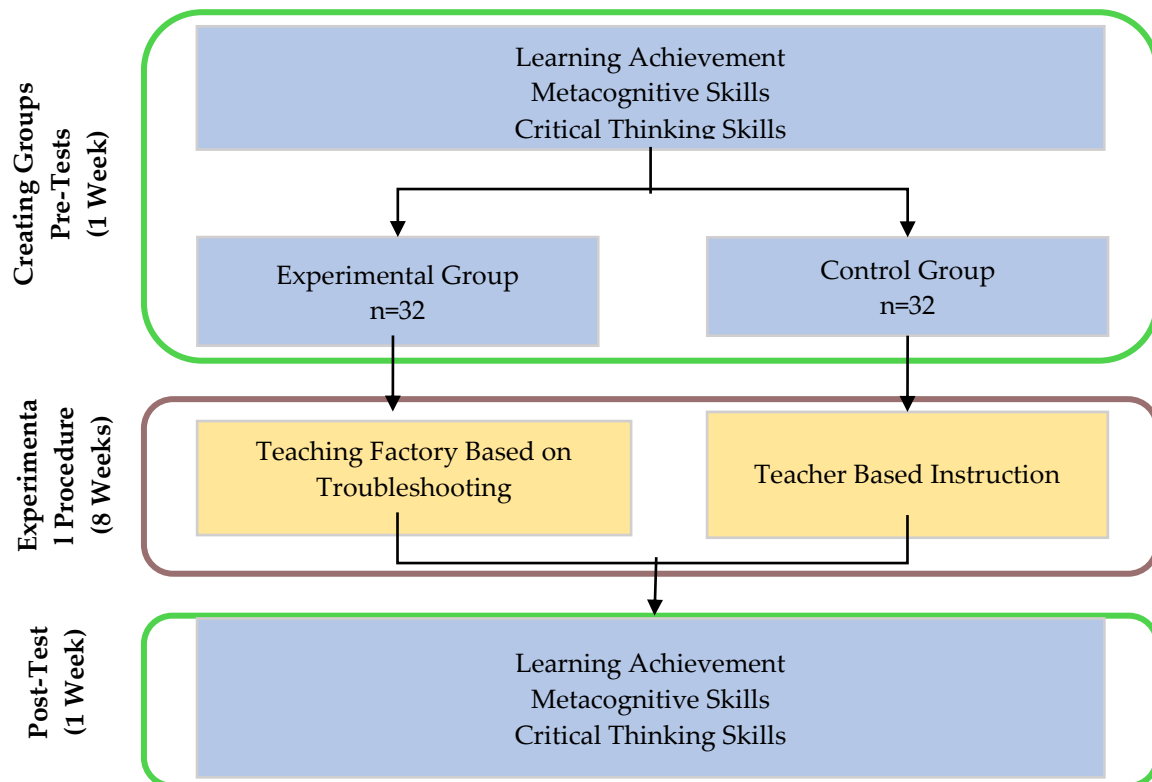 Creating Groups
Pre-Tests
(1 Week)
Learning Achievement
Metacognitive Skills
Critical Thinking Skills
Experimental Group
n=32
Control Group
n=32
Experimenta
l Procedure
(8 Weeks)
Teaching Factory Based on
Troubleshooting
Teacher Based Instruction
Post-Test
(1 Week)
Learning Achievement
Metacognitive Skills
Critical Thinking Skills